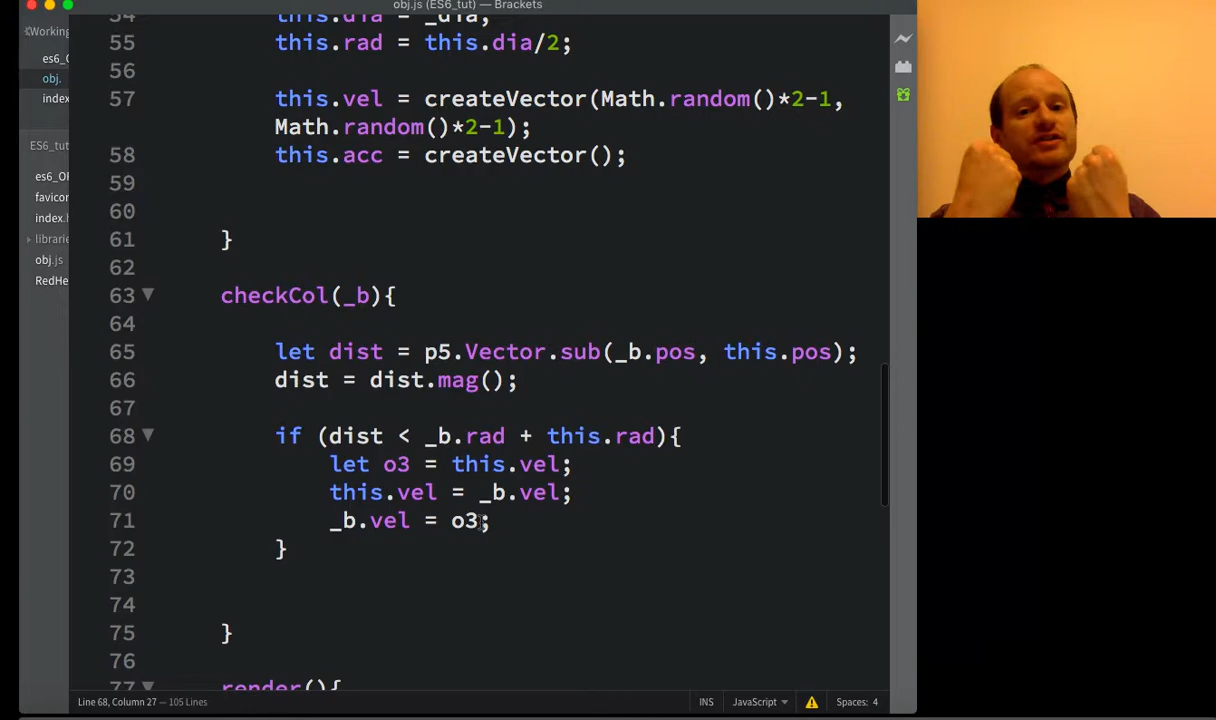 obj.js (ES6_tut) — Brackets
Working
es6_O
obj.
index
ES6_tut
es6_O
favicon
index.h
librarie
obj.js
RedHe
this.dia = _dia;
55 this.rad = this.dia/2;
56
57 this.vel = createVector(Math.random()*2-1,
Math.random()*2-1);
58 this.acc = createVector();
59
60
61 }
62
63 checkCol(_b){
64
65 let dist = p5.Vector.sub(_b.pos, this.pos);
66 dist = dist.mag();
67
68 if (dist < _b.rad + this.rad){
69 let o3 = this.vel;
70 this.vel = _b.vel;
71 _b.vel = o3;
72 }
73
74
75 }
76
77 render(){
Line 68, Column 27 — 105 Lines
INS
JavaScript
Spaces: 4